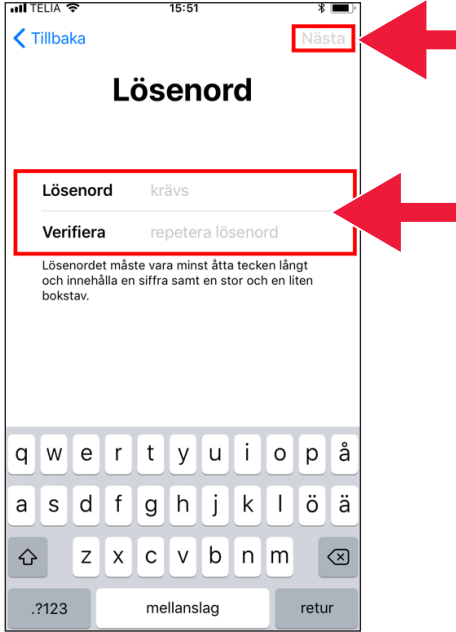 TELIA 15:51
Tillbaka Nästa
Lösenord
Lösenord krävs
Verifiera repetera lösenord
Lösenordet måste vara minst åtta tecken långt
och innehålla en siffra samt en stor och en liten
bokstav.
q w e r t y u i o p å
a s d f g h j k l ö ä
z x c v b n m
.?123 mellanslag retur